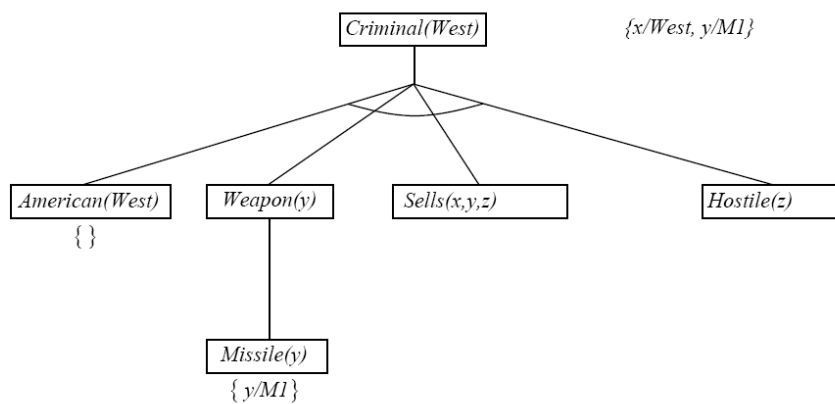 Criminal(West)
{x/West, y/M1}
American(West)
Weapon(y)
Sells(x,y,z)
Hostile(z)
{ }
Missile(y)
{ y/M1 }